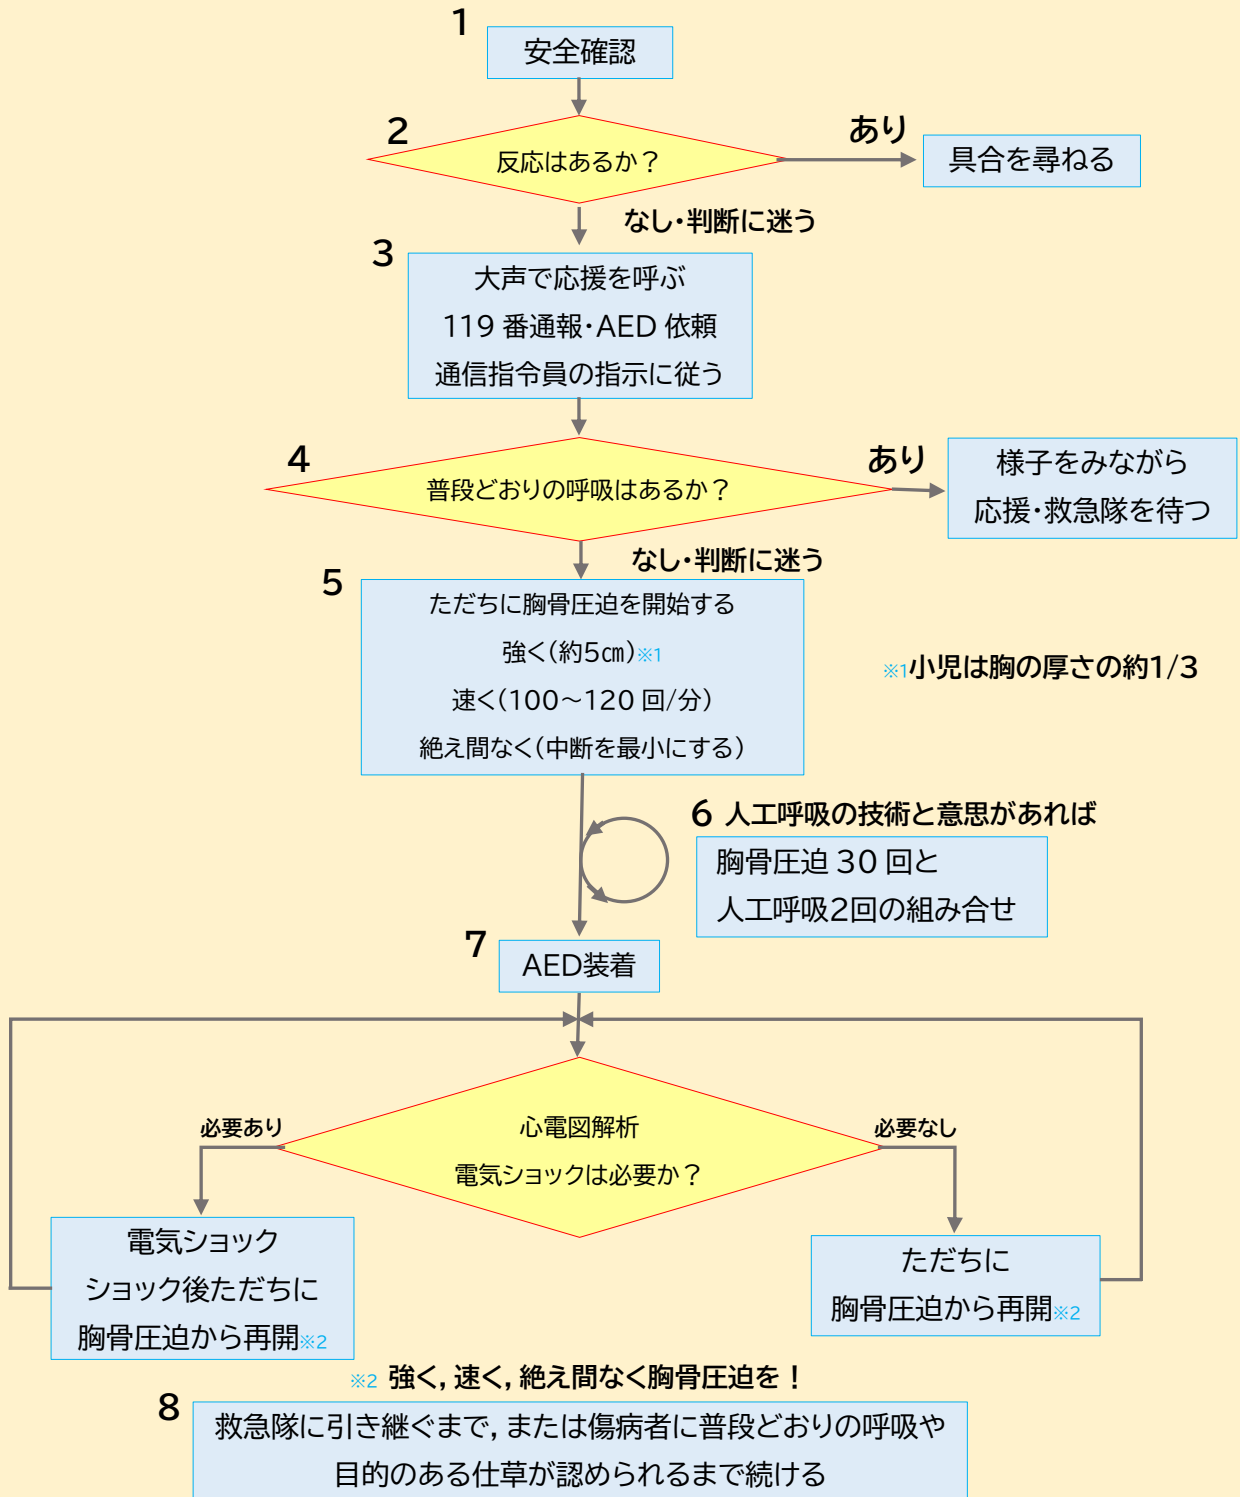 1
安全確認
2
反応はあるか？
あり
具合を尋ねる
なし・判断に迷う
3
大声で応援を呼ぶ
119 番通報・AED 依頼
通信指令員の指示に従う
4
普段どおりの呼吸はあるか？
あり
様子をみながら
応援・救急隊を待つ
なし・判断に迷う
5
ただちに胸骨圧迫を開始する
強く（約5㎝）※1
速く（100～120 回/分）
絶え間なく（中断を最小にする）
※1小児は胸の厚さの約1/3
6 人工呼吸の技術と意思があれば
胸骨圧迫 30 回と
人工呼吸2回の組み合せ
7
AED装着
心電図解析
電気ショックは必要か？
必要あり
必要なし
電気ショック
ショック後ただちに
胸骨圧迫から再開※2
ただちに
胸骨圧迫から再開※2
※2 強く，速く，絶え間なく胸骨圧迫を！
8
救急隊に引き継ぐまで，または傷病者に普段どおりの呼吸や
目的のある仕草が認められるまで続ける